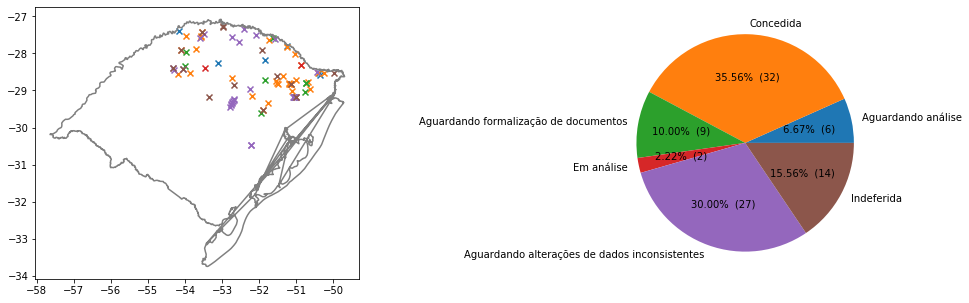 −27
−28
−29
−30
−31
−32
−33
−34
−58 −57 −56 −55 −54 −53 −52 −51 −50
Concedida
35.56% (32)
Aguardando análise
6.67% (6)
Aguardando formalização de documentos
10.00% (9)
Em análise
2.22% (2)
15.56% (14)
Indeferida
30.00% (27)
Aguardando alterações de dados inconsistentes